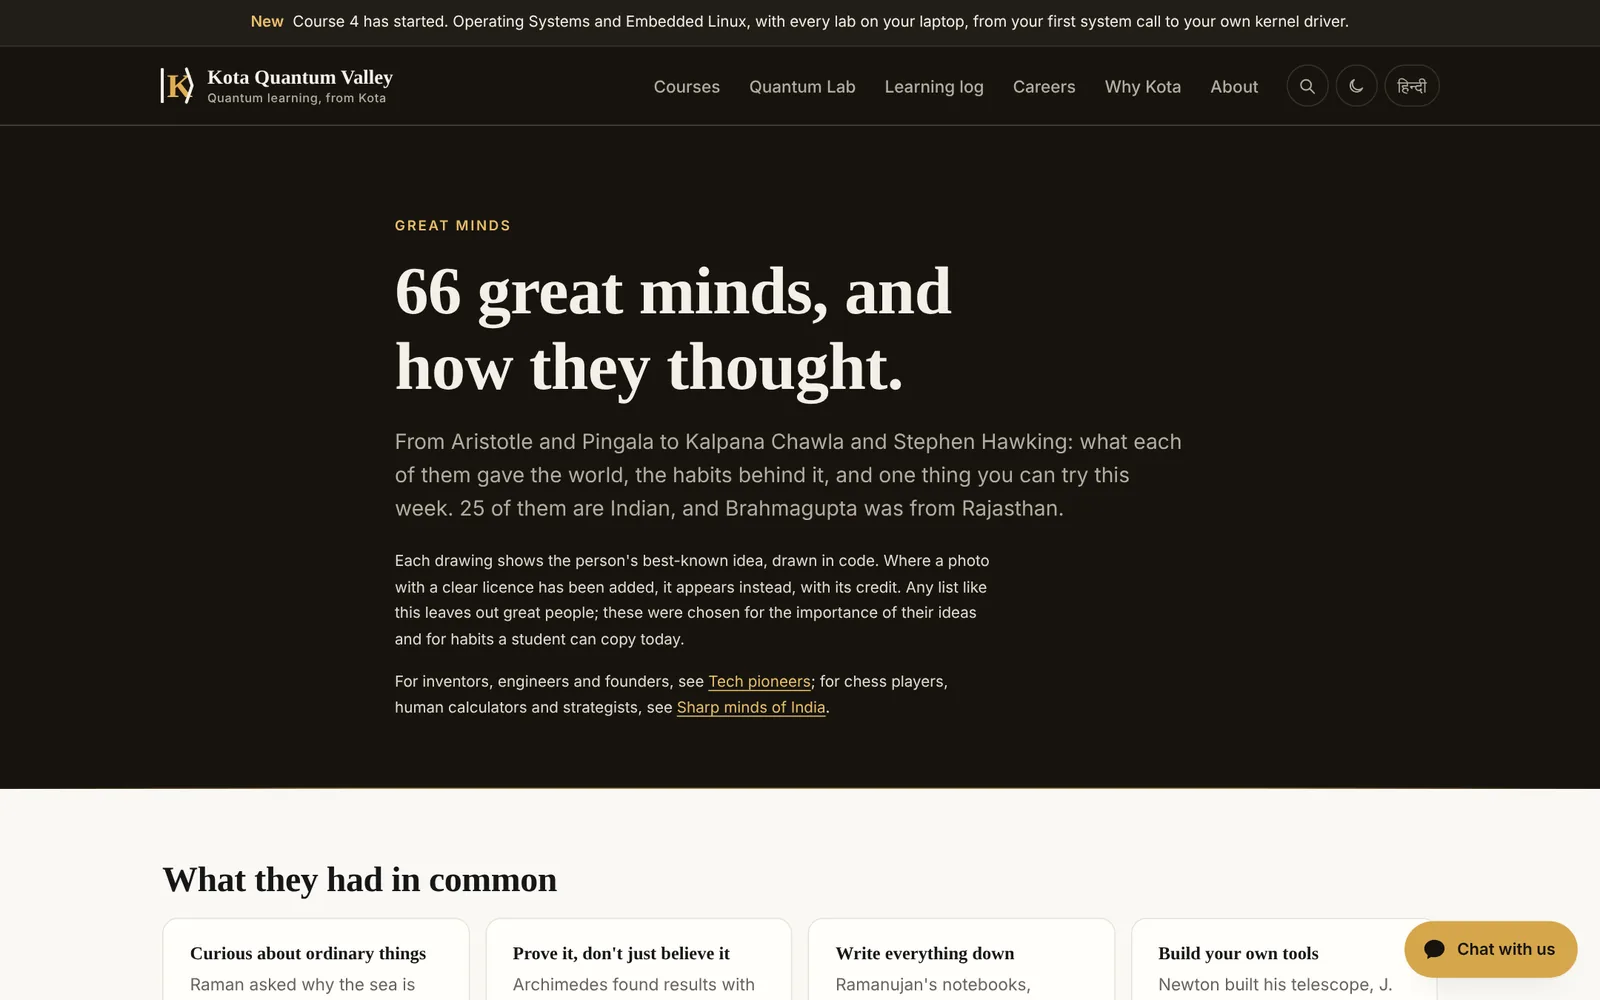 New Course 4 has started. Operating Systems and Embedded Linux, with every lab on your laptop, from your first system call to your own kernel driver.
K
Kota Quantum Valley
Quantum learning, from Kota
Courses
Quantum Lab
Learning log
Careers
Why Kota
About
हिन्दी
GREAT MINDS
66 great minds, and
how they thought.
From Aristotle and Pingala to Kalpana Chawla and Stephen Hawking: what each
of them gave the world, the habits behind it, and one thing you can try this
week. 25 of them are Indian, and Brahmagupta was from Rajasthan.
Each drawing shows the person's best-known idea, drawn in code. Where a photo
with a clear licence has been added, it appears instead, with its credit. Any list like
this leaves out great people; these were chosen for the importance of their ideas
and for habits a student can copy today.
For inventors, engineers and founders, see Tech pioneers; for chess players,
human calculators and strategists, see Sharp minds of India.
What they had in common
Curious about ordinary things
Raman asked why the sea is
Prove it, don't just believe it
Archimedes found results with
Write everything down
Ramanujan's notebooks,
Build your own tools
Newton built his telescope, J.
Chat with us